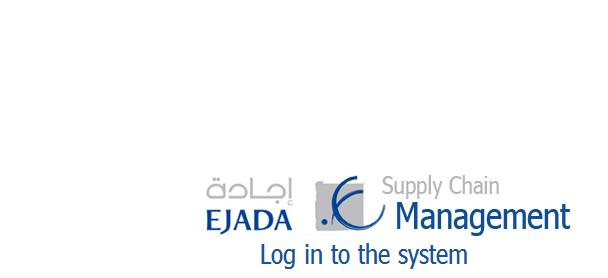 إجادة
EJADA
Supply Chain
Management
Log in to the system